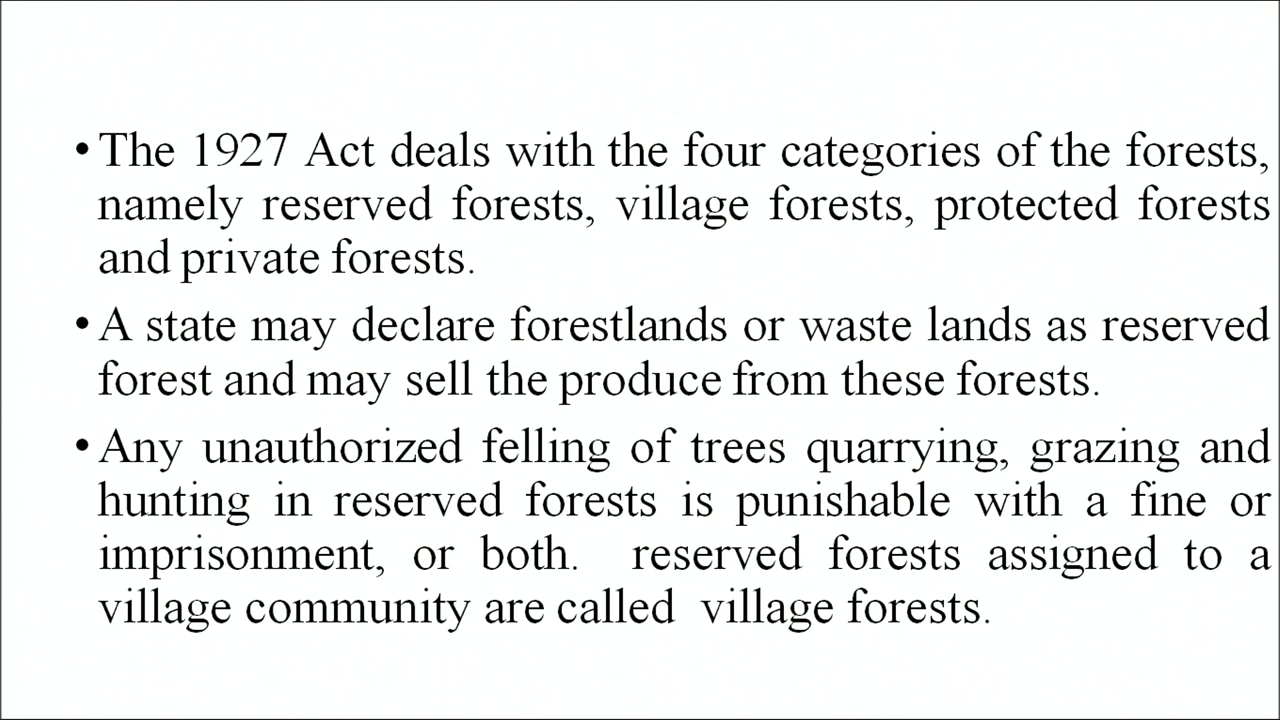 • The 1927 Act deals with the four categories of the forests,
namely reserved forests, village forests, protected forests
and private forests.
• A state may declare forestlands or waste lands as reserved
forest and may sell the produce from these forests.
• Any unauthorized felling of trees quarrying, grazing and
hunting in reserved forests is punishable with a fine or
imprisonment, or both. reserved forests assigned to a
village community are called village forests.